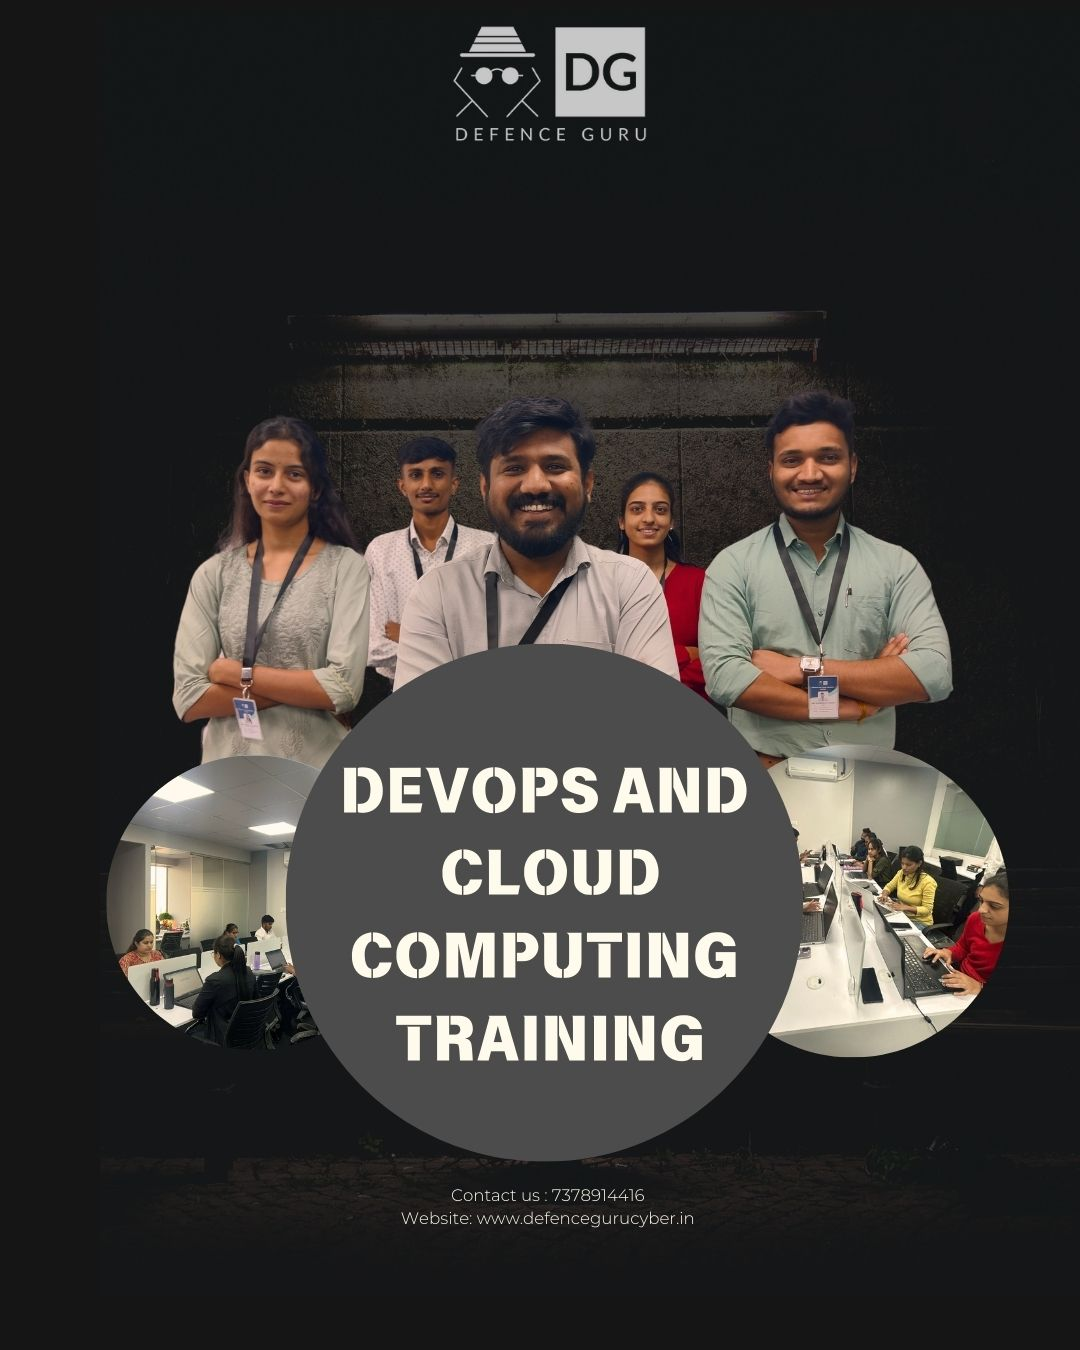 DG
DEFENCE GURU
DEVOPS AND
CLOUD
COMPUTING
TRAINING
Contact us : 7378914416
Website: www.defencegurucyber.in